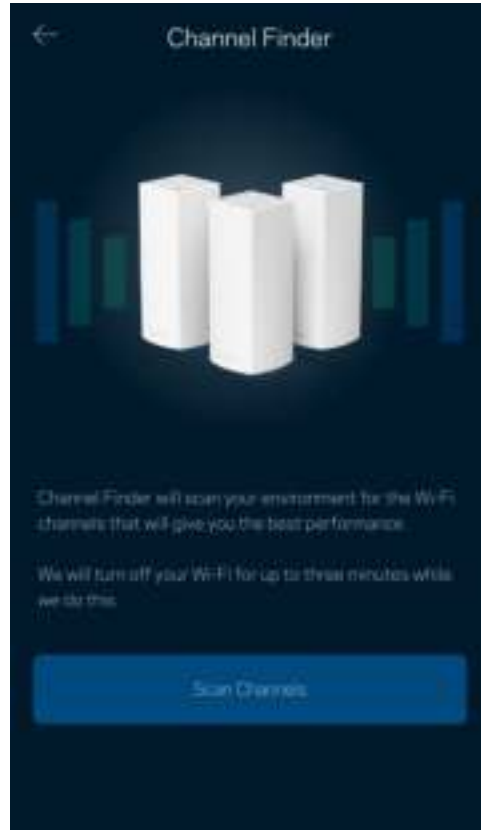 Channel Finder
Channel Finder will scan your environment for the Wi-Fi
channels that will give you the best performance.
We will turn off your Wi-Fi for up to three minutes while
we do this.
Scan Channels